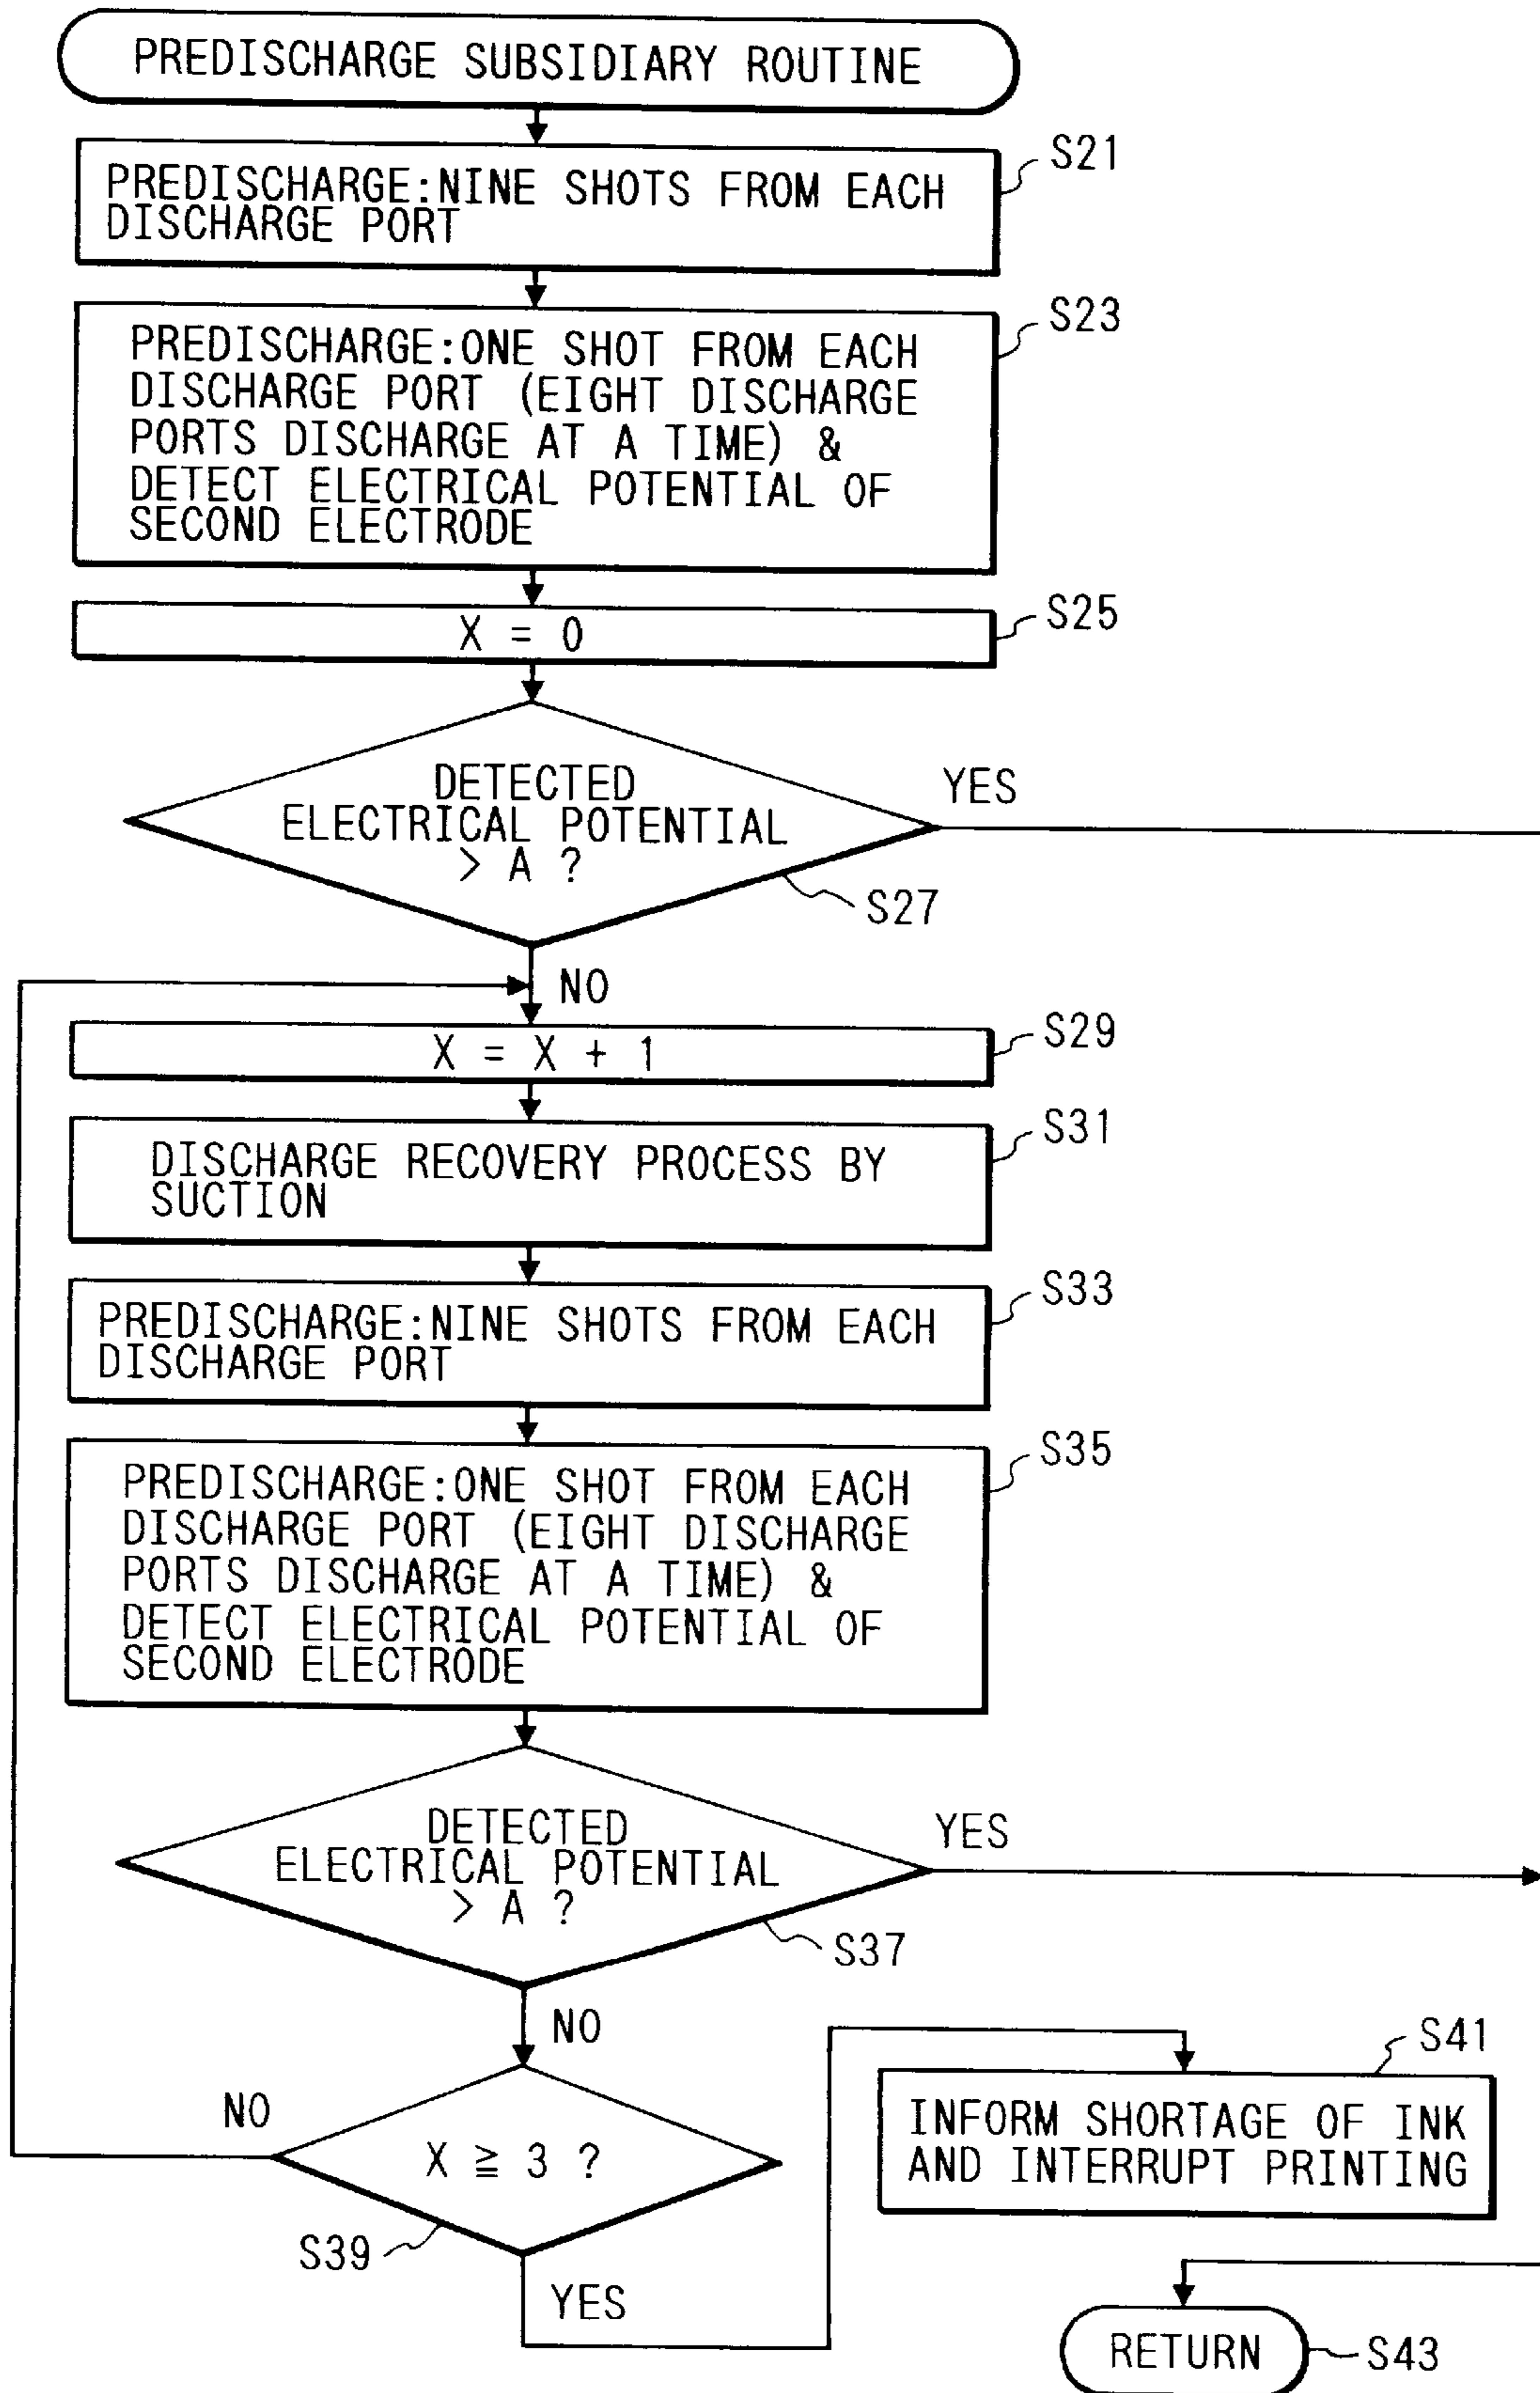 PREDISCHARGE SUBSIDIARY ROUTINE
S21
PREDISCHARGE:NINE SHOTS FROM EACH
DISCHARGE PORT
S23
PREDISCHARGE:ONE SHOT FROM EACH
DISCHARGE PORT (EIGHT DISCHARGE
PORTS DISCHARGE AT A TIME) &
DETECT ELECTRICAL POTENTIAL OF
SECOND ELECTRODE
S25
X = 0
DETECTED
ELECTRICAL POTENTIAL
> A ?
YES
S27
NO
S29
X = X + 1
S31
DISCHARGE RECOVERY PROCESS BY
SUCTION
S33
PREDISCHARGE:NINE SHOTS FROM EACH
DISCHARGE PORT
S35
PREDISCHARGE:ONE SHOT FROM EACH
DISCHARGE PORT (EIGHT DISCHARGE
PORTS DISCHARGE AT A TIME) &
DETECT ELECTRICAL POTENTIAL OF
SECOND ELECTRODE
DETECTED
ELECTRICAL POTENTIAL
> A ?
YES
S37
NO
NO
X ≧ 3 ?
S39
YES
S41
INFORM SHORTAGE OF INK
AND INTERRUPT PRINTING
RETURN
S43